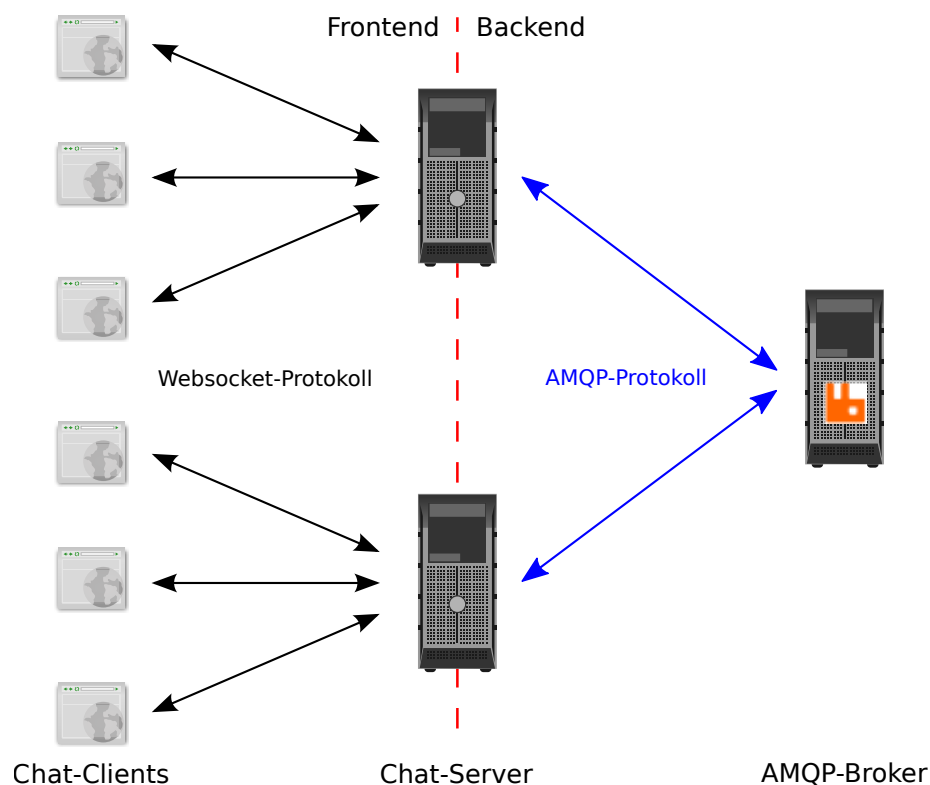 Frontend
Backend
Websocket-Protokoll
AMQP-Protokoll
Chat-Clients
Chat-Server
AMQP-Broker